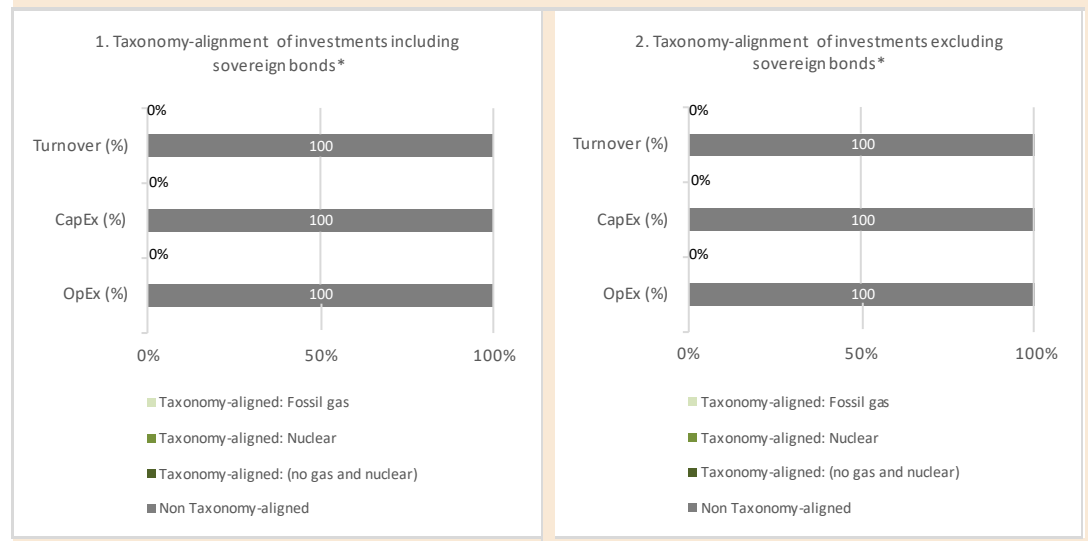 1. Taxonomy-alignment of investments including
sovereign bonds*
0%
Turnover (%)
100
0%
CapEx (%)
100
0%
OpEx (%)
100
0%
50%
100%
Taxonomy-aligned: Fossil gas
Taxonomy-aligned: Nuclear
Taxonomy-aligned: (no gas and nuclear)
Non Taxonomy-aligned
2. Taxonomy-alignment of investments excluding
sovereign bonds*
0%
Turnover (%)
100
0%
CapEx (%)
100
0%
OpEx (%)
100
0%
50%
100%
Taxonomy-aligned: Fossil gas
Taxonomy-aligned: Nuclear
Taxonomy-aligned: (no gas and nuclear)
Non Taxonomy-aligned